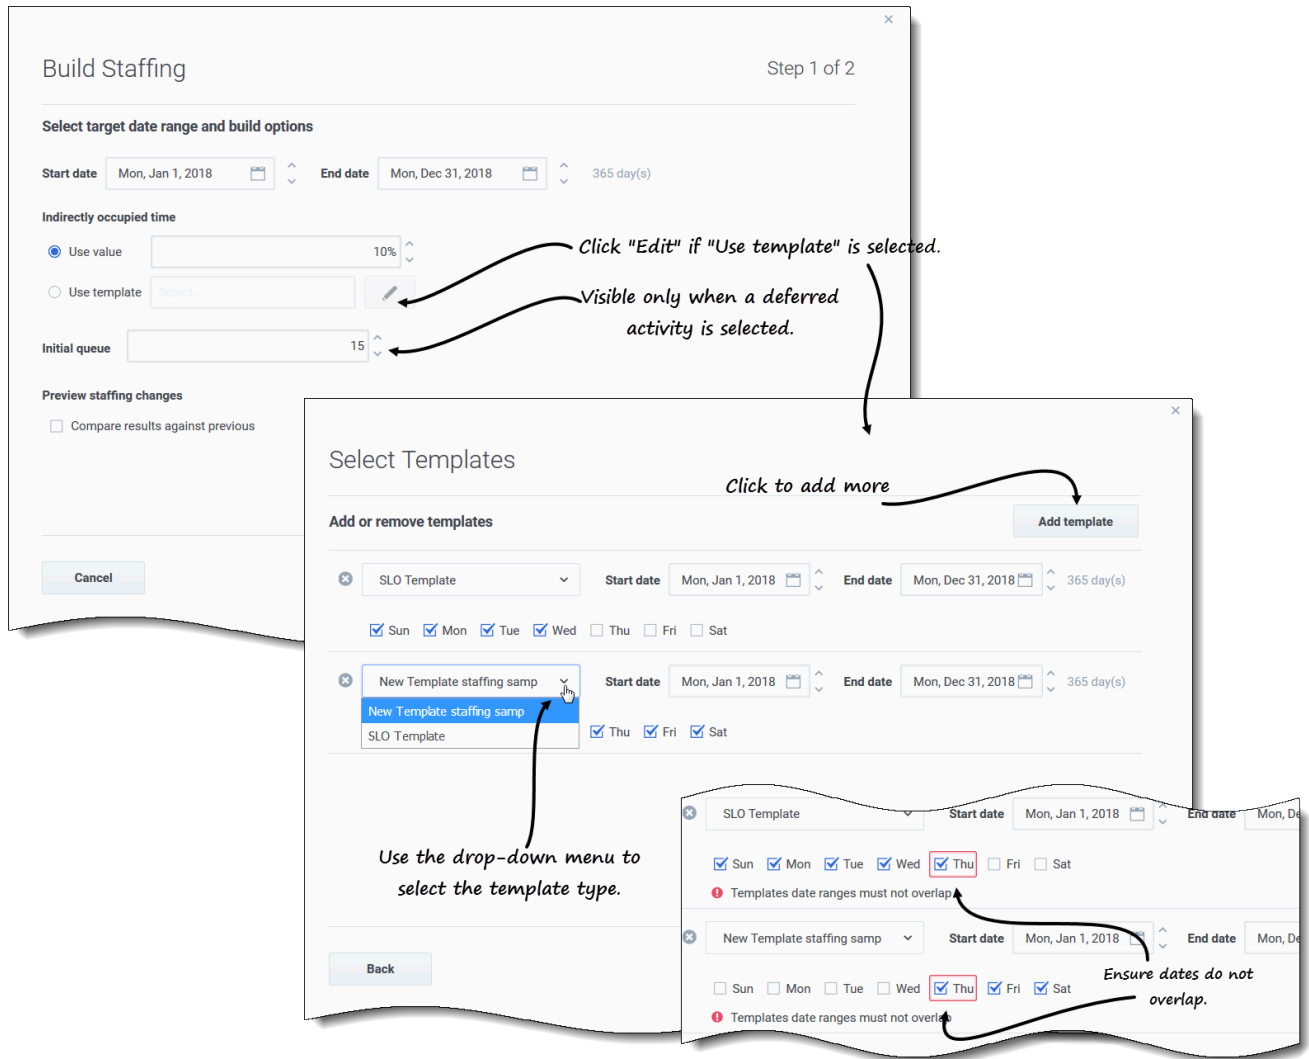 Build Staffing
Step 1 of 2
Select target date range and build options
Start date Mon, Jan 1, 2018 End date Mon, Dec 31, 2018 365 day(s)
Indirectly occupied time
Use value 10%
Click "Edit" if "Use template" is selected.
Use template Select...
Visible only when a deferred
activity is selected.
Initial queue 15
Preview staffing changes
Compare results against previous
Cancel
Select Templates
Click to add more
Add or remove templates
Add template
SLO Template Start date Mon, Jan 1, 2018 End date Mon, Dec 31, 2018 365 day(s)
Sun Mon Tue Wed Thu Fri Sat
New Template staffing samp Start date Mon, Jan 1, 2018 End date Mon, Dec 31, 2018 365 day(s)
New Template staffing samp
SLO Template
Thu Fri Sat
Use the drop-down menu to
select the template type.
Back
SLO Template Start date Mon, Jan 1, 2018 End date Mon, De
Sun Mon Tue Wed Thu Fri Sat
Templates date ranges must not overlap
New Template staffing samp Start date Mon, Jan 1, 2018 End date Mon, De
Ensure dates do not
overlap.
Sun Mon Tue Wed Thu Fri Sat
Templates date ranges must not overlap